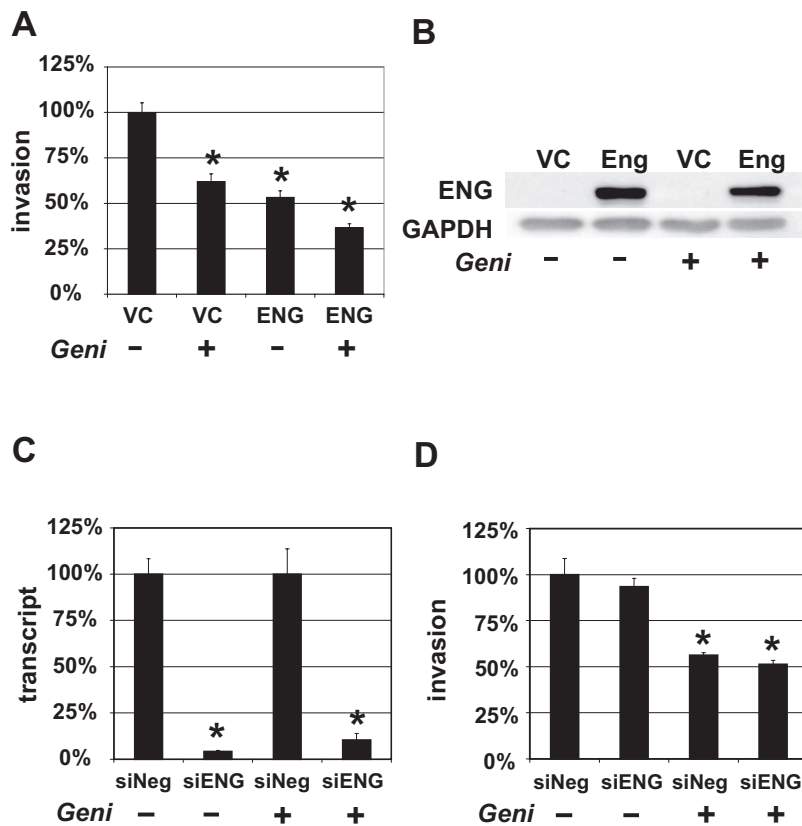 A
125%
100%
75%
50%
25%
0%
invasion
*
*
*
VC VC ENG ENG
Geni − + − +
B
VC Eng VC Eng
ENG
GAPDH
Geni − − + +
C
125%
100%
75%
50%
25%
0%
transcript
*
*
siNeg siENG siNeg siENG
Geni − − + +
D
125%
100%
75%
50%
25%
0%
invasion
*
*
siNeg siENG siNeg siENG
Geni − − + +